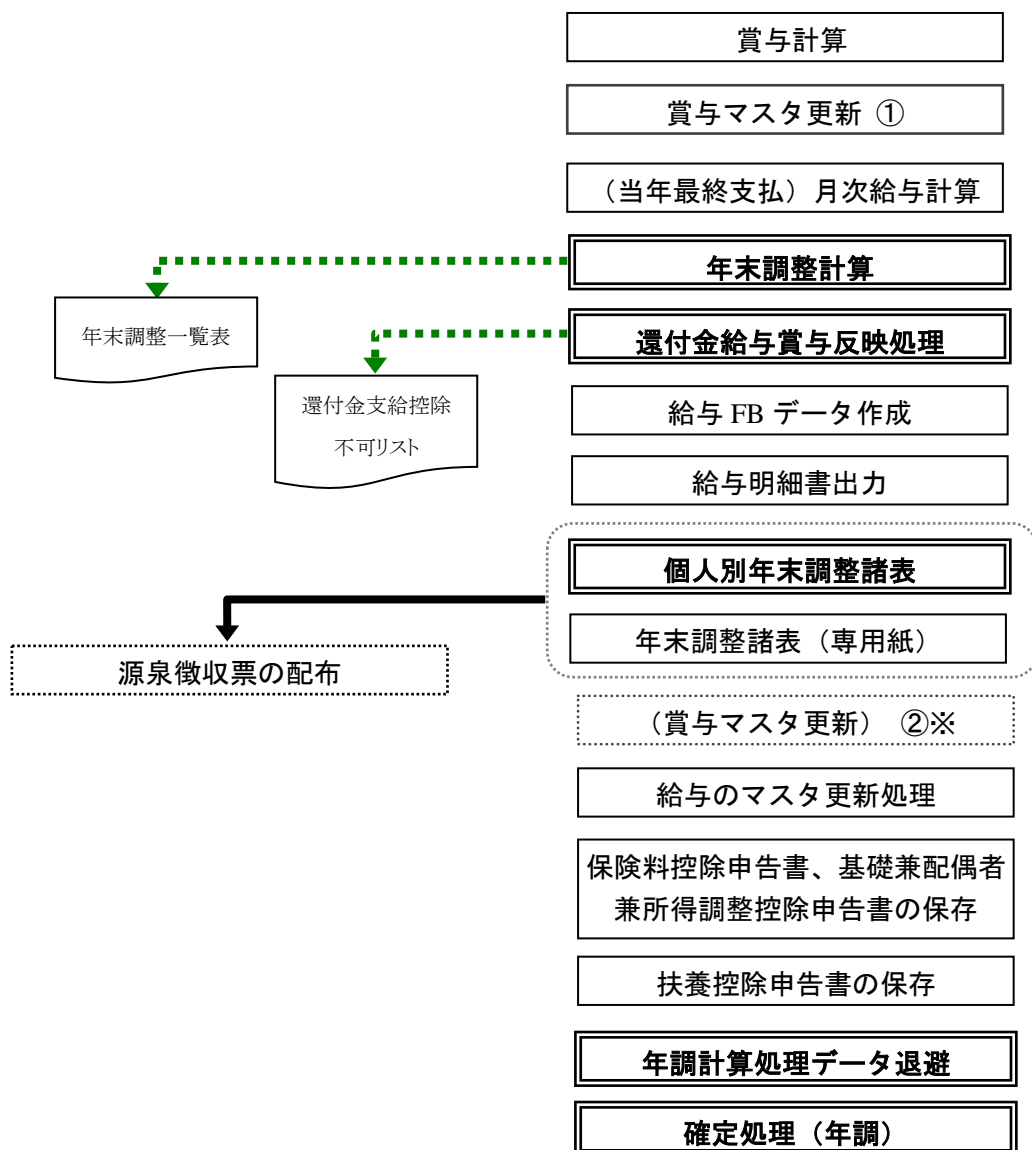 賞与計算
賞与マスタ更新 ①
（当年最終支払）月次給与計算
年末調整計算
年末調整一覧表
還付金給与賞与反映処理
還付金支給控除
不可リスト
給与 FB データ作成
給与明細書出力
個人別年末調整諸表
年末調整諸表（専用紙）
源泉徴収票の配布
（賞与マスタ更新） ②※
給与のマスタ更新処理
保険料控除申告書、基礎兼配偶者
兼所得調整控除申告書の保存
扶養控除申告書の保存
年調計算処理データ退避
確定処理（年調）